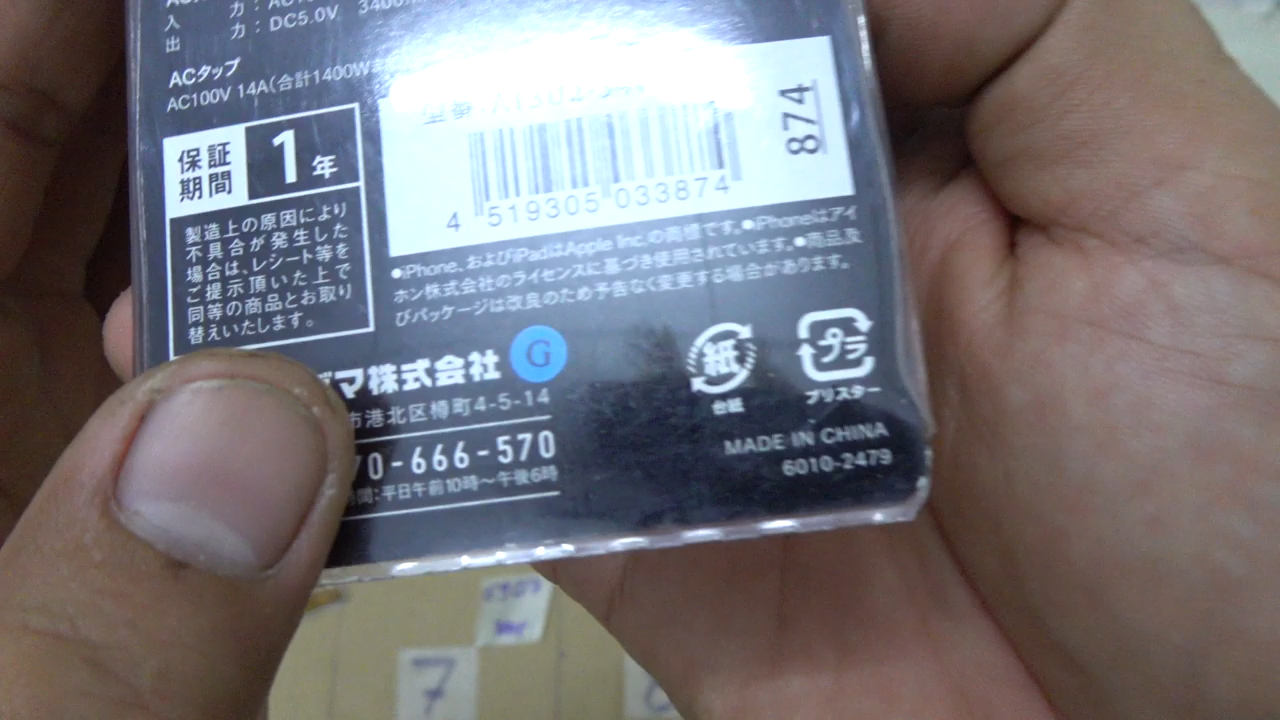 入 力：
出 力：DC5.0V
ACタップ
AC100V 14A(合計1400W
保証期間 1年
製造上の原因により
不具合が発生した
場合は、レシート等を
ご提示頂いた上で
同等の商品とお取り
替えいたします。
874
4 519305 033874
●iPhone、およびiPadはApple Inc.の商標です。●iPhoneはアイ
ホン株式会社のライセンスに基づき使用されています。●商品及
びパッケージは改良のため予告なく変更する場合があります。
マ株式会社 G
市港北区樽町4-5-14
70-666-570
間：平日午前10時〜午後6時
紙
台紙
プラ
ブリスター
MADE IN CHINA
6010-2479
7